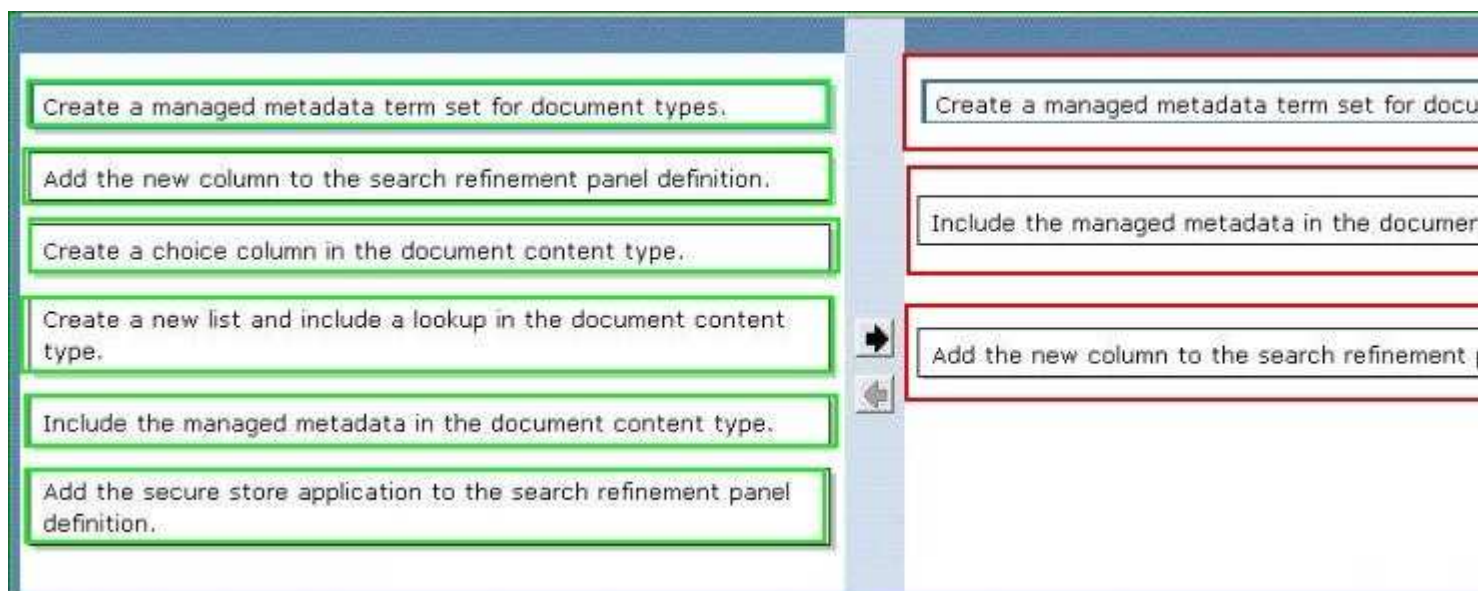 Create a managed metadata term set for document types.
Add the new column to the search refinement panel definition.
Create a choice column in the document content type.
Create a new list and include a lookup in the document content
type.
Include the managed metadata in the document content type.
Add the secure store application to the search refinement panel
definition.
Create a managed metadata term set for docu
Include the managed metadata in the documen
Add the new column to the search refinement